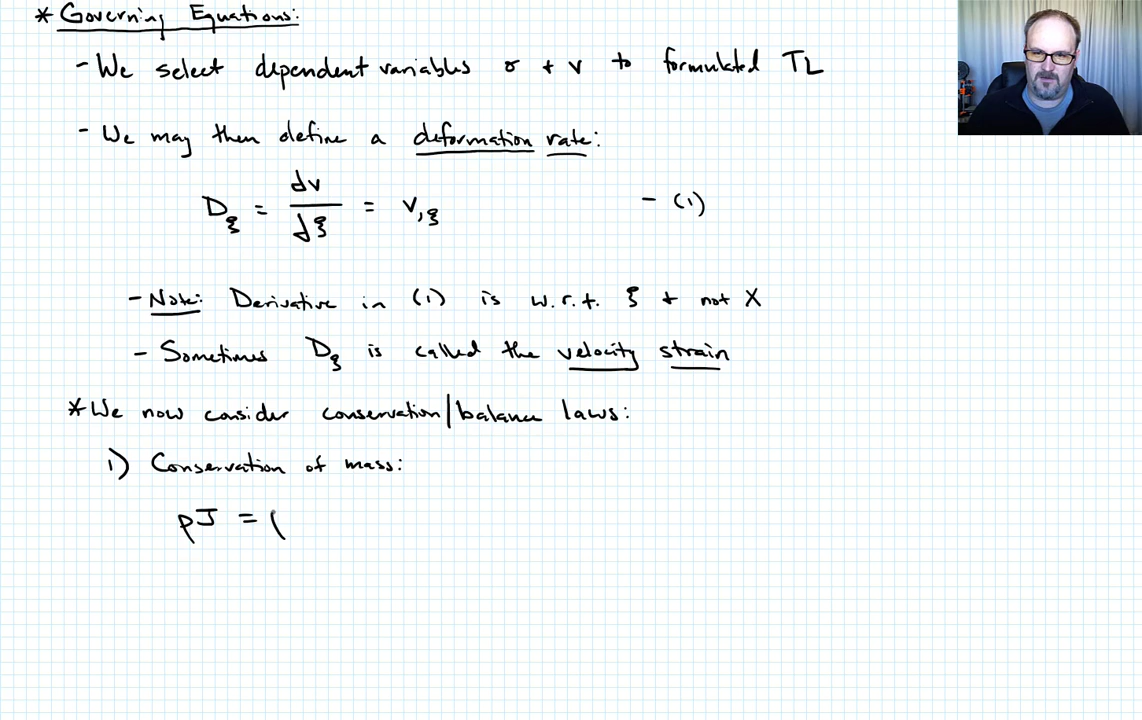 * Governing Equations:
- We select dependent variables σ + v to formulated TL
- We may then define a deformation rate:
D_ξ = dv/dξ = v,ξ - (1)
- Note: Derivative in (1) is w.r.t. ξ + not X
- Sometimes D_ξ is called the velocity strain
* We now consider conservation/balance laws:
1) Conservation of mass:
ρJ = (